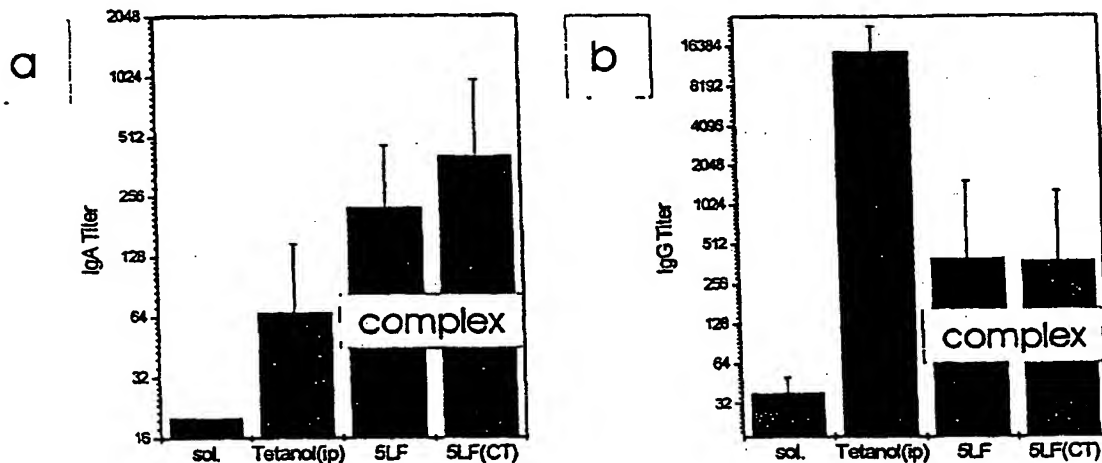 a
IgA Titer
2048
1024
512
256
128
64
32
16
complex
sol. Tetanol(ip) 5LF 5LF(CT)
b
IgG Titer
16384
8192
4096
2048
1024
512
256
128
64
32
complex
sol. Tetanol(ip) 5LF 5LF(CT)